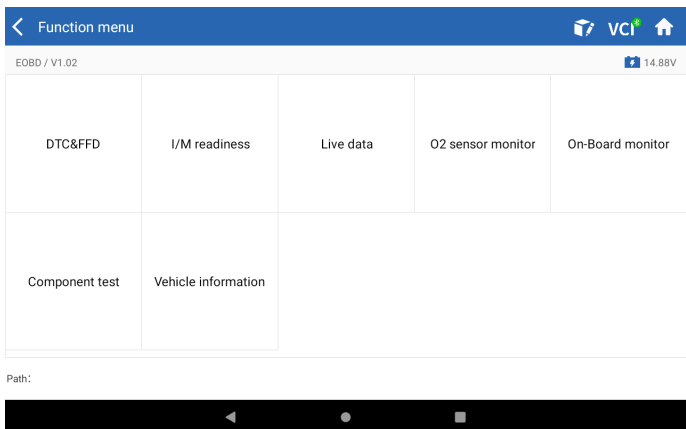 Function menu
VCI
EOBD / V1.02
14.88V
DTC&FFD
I/M readiness
Live data
O2 sensor monitor
On-Board monitor
Component test
Vehicle information
Path: